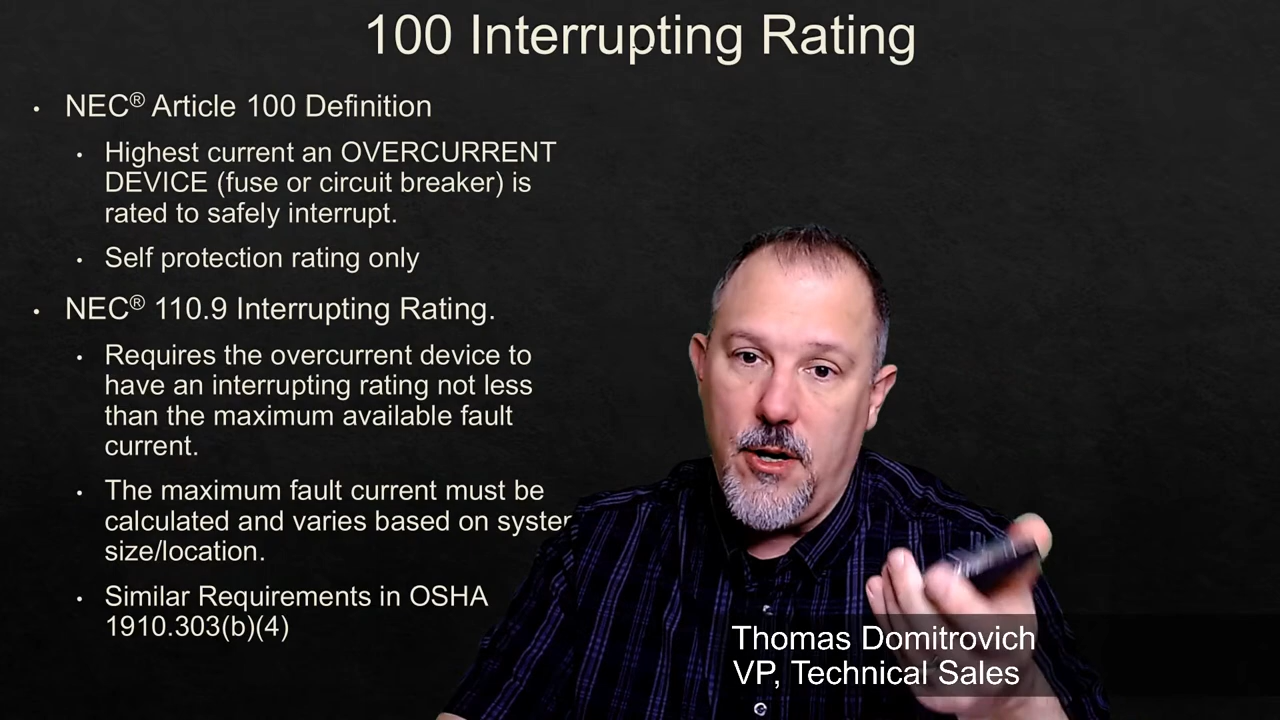 100 Interrupting Rating
• NEC® Article 100 Definition
• Highest current an OVERCURRENT
DEVICE (fuse or circuit breaker) is
rated to safely interrupt.
• Self protection rating only
• NEC® 110.9 Interrupting Rating.
• Requires the overcurrent device to
have an interrupting rating not less
than the maximum available fault
current.
• The maximum fault current must be
calculated and varies based on syste
size/location.
• Similar Requirements in OSHA
1910.303(b)(4)
Thomas Domitrovich
VP, Technical Sales